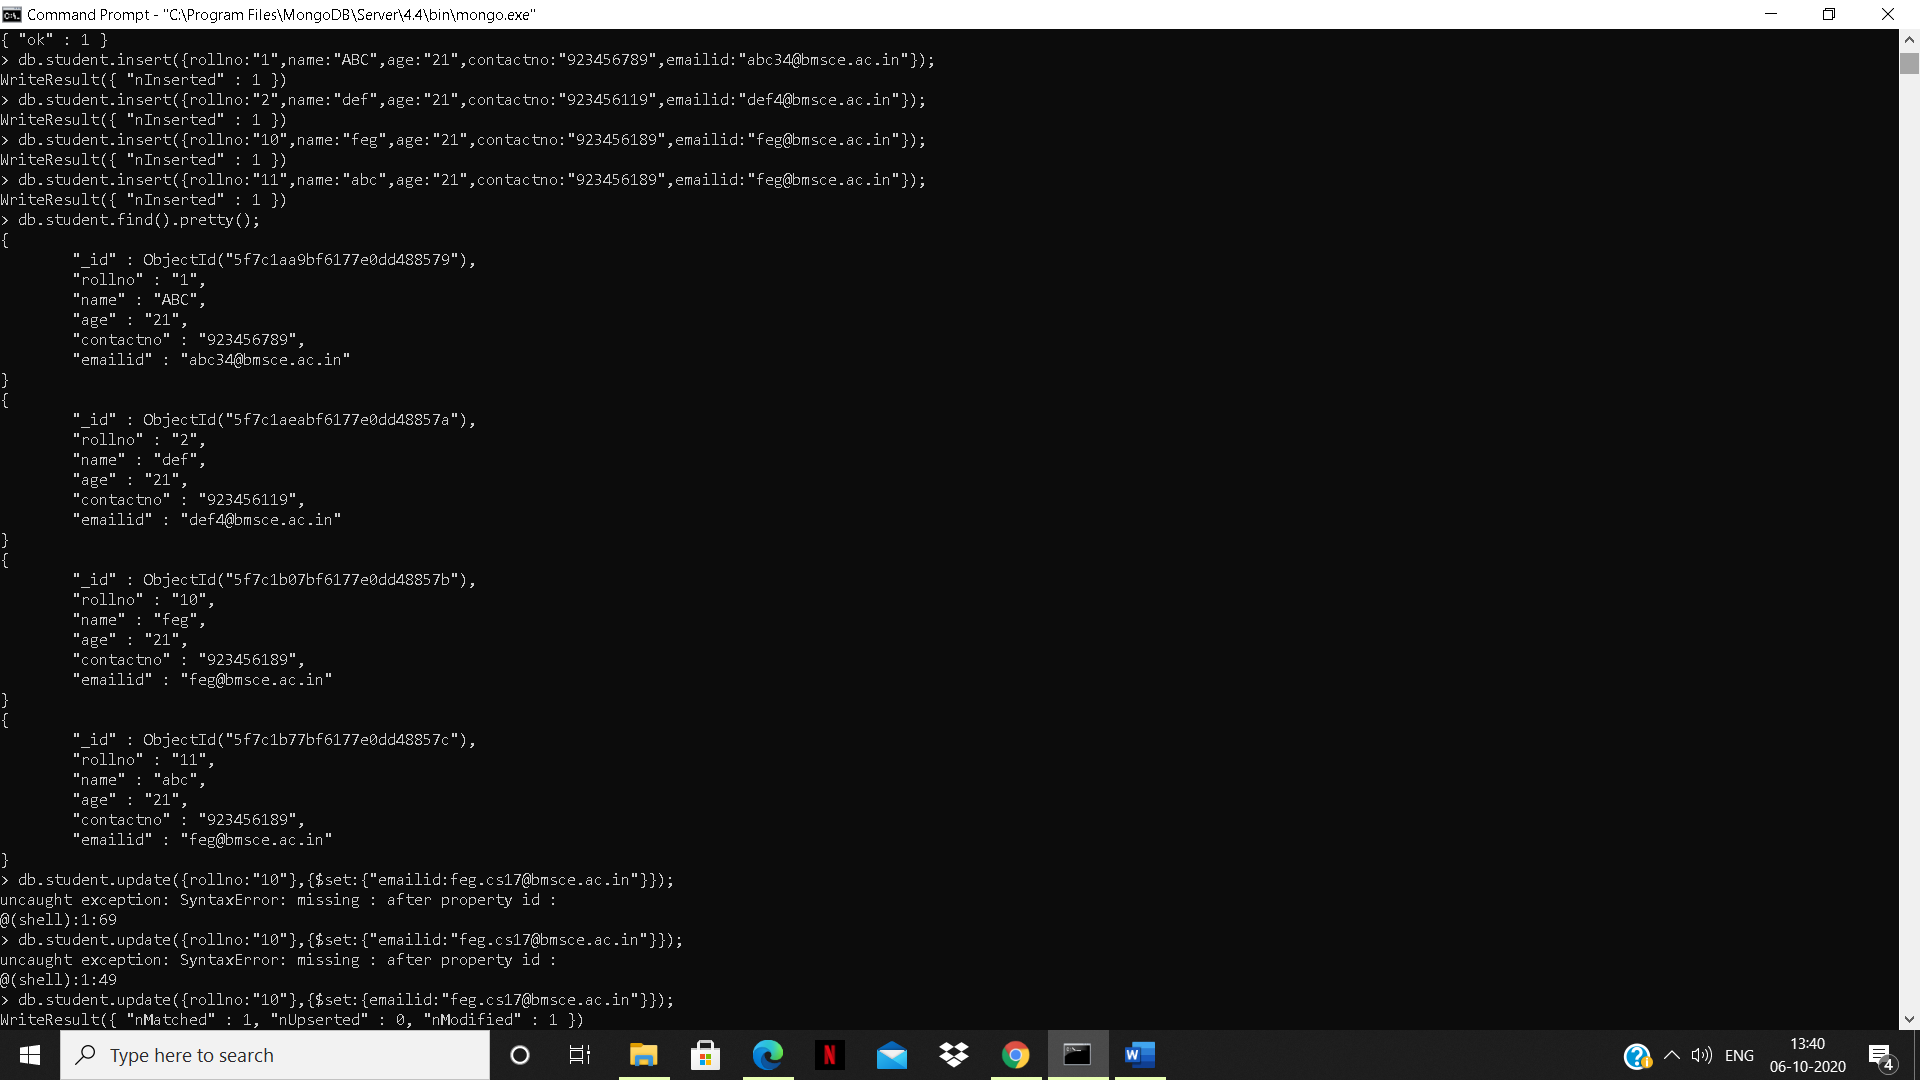 Command Prompt - "C:\Program Files\MongoDB\Server\4.4\bin\mongo.exe"
{ "ok" : 1 }
> db.student.insert({rollno:"1",name:"ABC",age:"21",contactno:"923456789",emailid:"abc34@bmsce.ac.in"});
WriteResult({ "nInserted" : 1 })
> db.student.insert({rollno:"2",name:"def",age:"21",contactno:"923456119",emailid:"def4@bmsce.ac.in"});
WriteResult({ "nInserted" : 1 })
> db.student.insert({rollno:"10",name:"feg",age:"21",contactno:"923456189",emailid:"feg@bmsce.ac.in"});
WriteResult({ "nInserted" : 1 })
> db.student.insert({rollno:"11",name:"abc",age:"21",contactno:"923456189",emailid:"feg@bmsce.ac.in"});
WriteResult({ "nInserted" : 1 })
> db.student.find().pretty();
{
"_id" : ObjectId("5f7c1aa9bf6177e0dd488579"),
"rollno" : "1",
"name" : "ABC",
"age" : "21",
"contactno" : "923456789",
"emailid" : "abc34@bmsce.ac.in"
}
{
"_id" : ObjectId("5f7c1aeabf6177e0dd48857a"),
"rollno" : "2",
"name" : "def",
"age" : "21",
"contactno" : "923456119",
"emailid" : "def4@bmsce.ac.in"
}
{
"_id" : ObjectId("5f7c1b07bf6177e0dd48857b"),
"rollno" : "10",
"name" : "feg",
"age" : "21",
"contactno" : "923456189",
"emailid" : "feg@bmsce.ac.in"
}
{
"_id" : ObjectId("5f7c1b77bf6177e0dd48857c"),
"rollno" : "11",
"name" : "abc",
"age" : "21",
"contactno" : "923456189",
"emailid" : "feg@bmsce.ac.in"
}
> db.student.update({rollno:"10"},{$set:{"emailid:feg.cs17@bmsce.ac.in"}});
uncaught exception: SyntaxError: missing : after property id :
@(shell):1:69
> db.student.update({rollno:"10"},{$set:{"emailid:"feg.cs17@bmsce.ac.in"}});
uncaught exception: SyntaxError: missing : after property id :
@(shell):1:49
> db.student.update({rollno:"10"},{$set:{emailid:"feg.cs17@bmsce.ac.in"}});
WriteResult({ "nMatched" : 1, "nUpserted" : 0, "nModified" : 1 })
Type here to search
N
W
ENG
13:40
06-10-2020
4